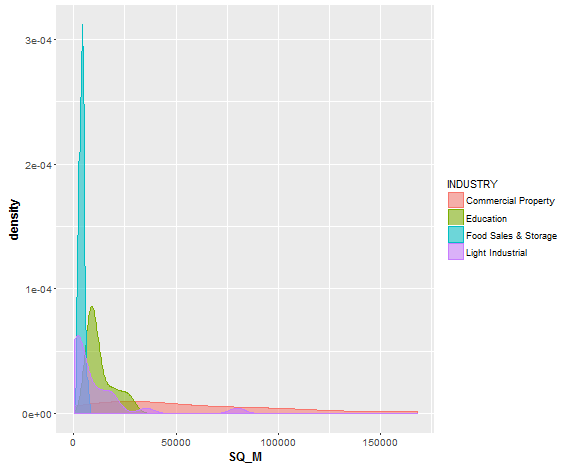 3e-04
2e-04
1e-04
0e+00
density
0
50000
100000
150000
SQ_M
INDUSTRY
Commercial Property
Education
Food Sales & Storage
Light Industrial